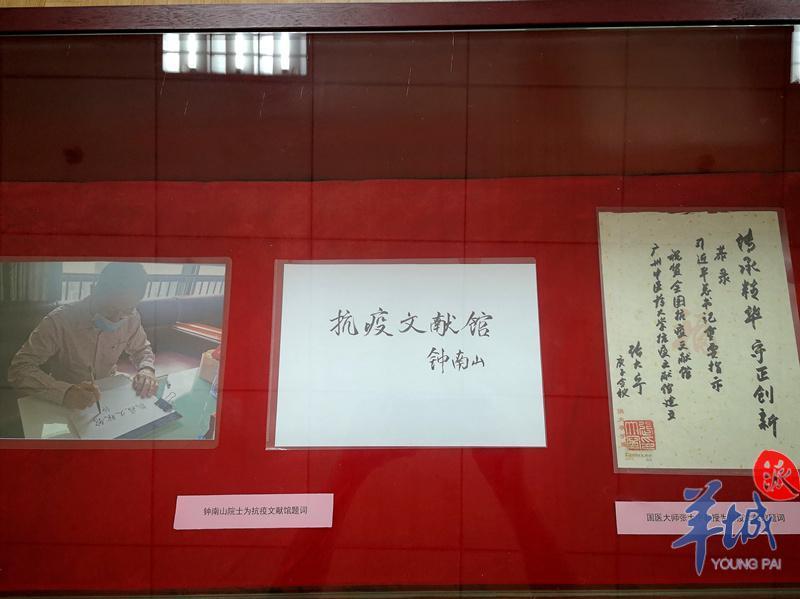 抗疫文献馆
钟南山
钟南山院士为抗疫文献馆题词
传承精华 守正创新
恭录
习近平总书记重要指示
祝贺全国抗疫文献馆
广州中医药大学抗疫文献馆建立
张大宁
庚子合秋
国医大师张
题词
羊城
派
YOUNG PAI